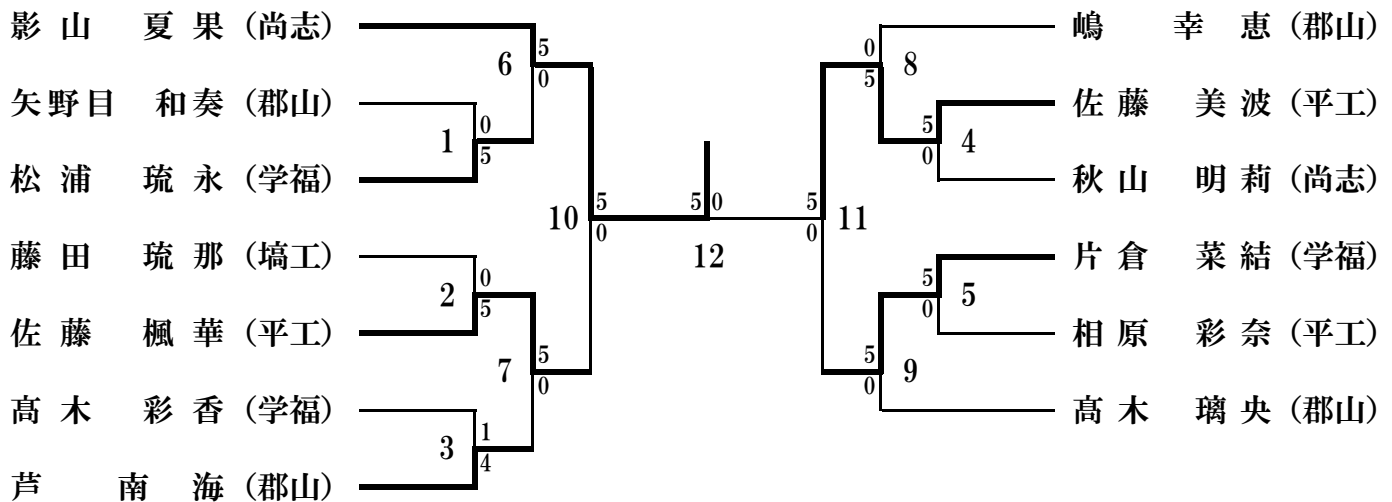 影山 夏果 (尚志)
矢野目 和奏 (郡山)
松浦 琉永 (学福)
藤田 琉那 (塙工)
佐藤 楓華 (平工)
髙木 彩香 (学福)
芦 南海 (郡山)
6
5
0
1
0
5
2
0
5
7
5
0
3
1
4
10
5
0
5 0
12
5
0
11
0
5
8
5
0
4
5
0
5
5
0
9
嶋 幸恵 (郡山)
佐藤 美波 (平工)
秋山 明莉 (尚志)
片倉 菜結 (学福)
相原 彩奈 (平工)
髙木 璃央 (郡山)